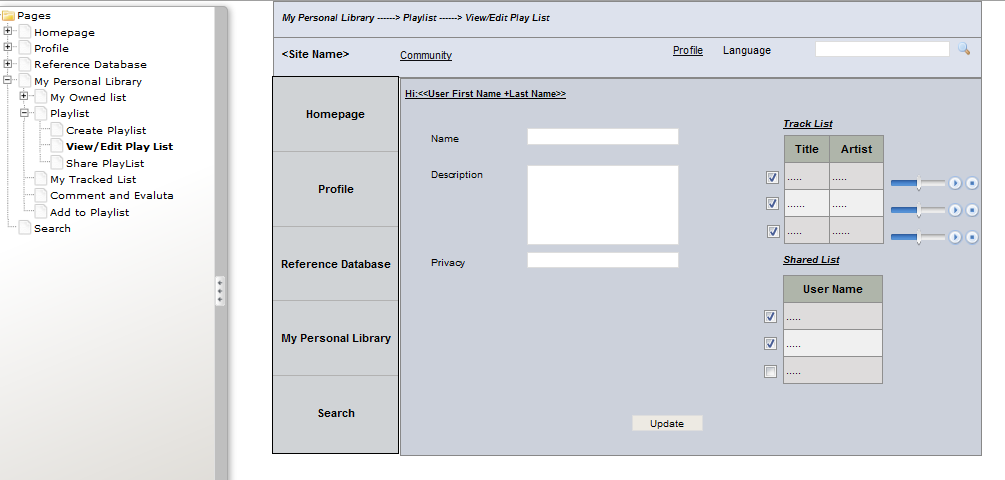 Pages
Homepage
Profile
Reference Database
My Personal Library
My Owned list
Playlist
Create Playlist
View/Edit Play List
Share PlayList
My Tracked List
Comment and Evaluta
Add to Playlist
Search
My Personal Library ------> Playlist ------> View/Edit Play List
<Site Name> Community Profile Language
Hi:<<User First Name +Last Name>>
Homepage
Profile
Reference Database
My Personal Library
Search
Name
Description
Privacy
Track List
Title Artist
..... .....
...... .....
..... ......
Shared List
User Name
.....
.....
.....
Update